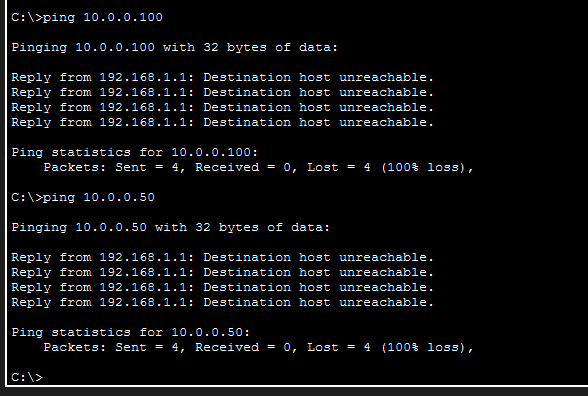 C:\>ping 10.0.0.100
Pinging 10.0.0.100 with 32 bytes of data:
Reply from 192.168.1.1: Destination host unreachable.
Reply from 192.168.1.1: Destination host unreachable.
Reply from 192.168.1.1: Destination host unreachable.
Reply from 192.168.1.1: Destination host unreachable.
Ping statistics for 10.0.0.100:
    Packets: Sent = 4, Received = 0, Lost = 4 (100% loss),
C:\>ping 10.0.0.50
Pinging 10.0.0.50 with 32 bytes of data:
Reply from 192.168.1.1: Destination host unreachable.
Reply from 192.168.1.1: Destination host unreachable.
Reply from 192.168.1.1: Destination host unreachable.
Reply from 192.168.1.1: Destination host unreachable.
Ping statistics for 10.0.0.50:
    Packets: Sent = 4, Received = 0, Lost = 4 (100% loss),
C:\>